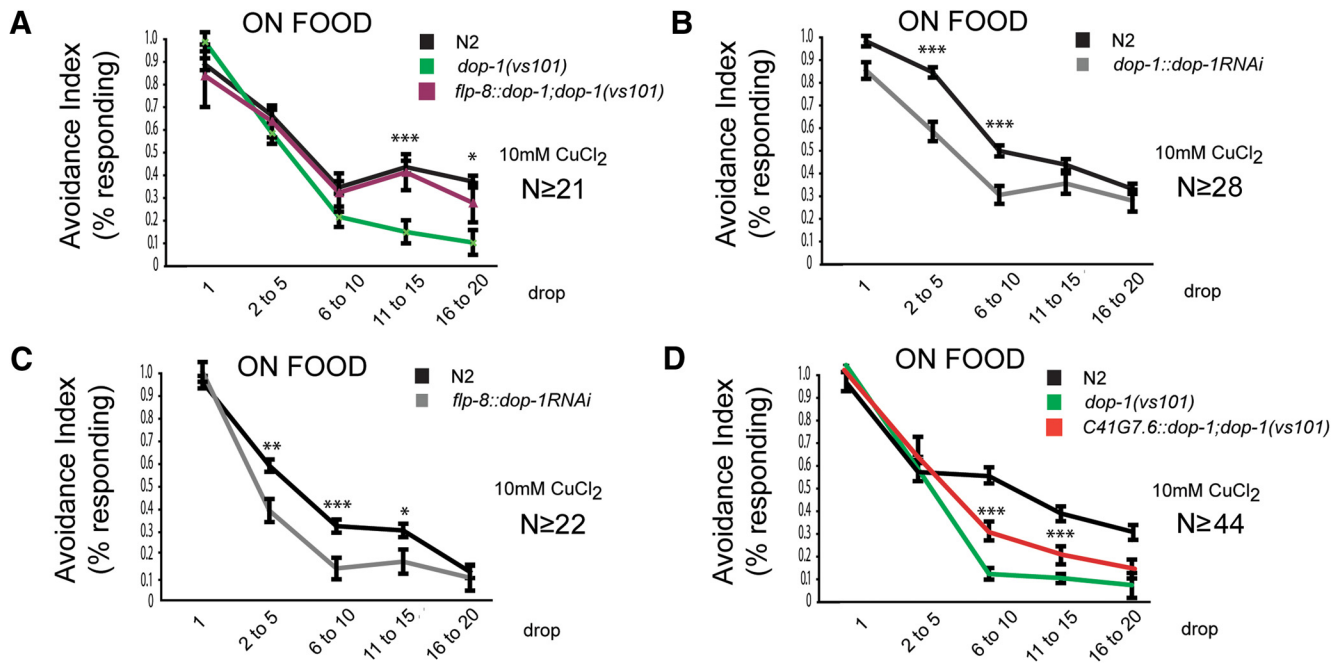 A
ON FOOD
Avoidance Index
(% responding)
1.0
0.9
0.8
0.7
0.6
0.5
0.4
0.3
0.2
0.1
0
N2
dop-1(vs101)
flp-8::dop-1;dop-1(vs101)
***
*
10mM CuCl2
N≥21
1
2 to 5
6 to 10
11 to 15
16 to 20
drop
B
ON FOOD
Avoidance Index
(% responding)
1.0
0.9
0.8
0.7
0.6
0.5
0.4
0.3
0.2
0.1
0
N2
dop-1::dop-1RNAi
***
***
10mM CuCl2
N≥28
1
2 to 5
6 to 10
11 to 15
16 to 20
drop
C
ON FOOD
Avoidance Index
(% responding)
1.0
0.9
0.8
0.7
0.6
0.5
0.4
0.3
0.2
0.1
0
N2
flp-8::dop-1RNAi
**
***
*
10mM CuCl2
N≥22
1
2 to 5
6 to 10
11 to 15
16 to 20
drop
D
ON FOOD
Avoidance Index
(% responding)
1.0
0.9
0.8
0.7
0.6
0.5
0.4
0.3
0.2
0.1
0
N2
dop-1(vs101)
C41G7.6::dop-1;dop-1(vs101)
***
***
10mM CuCl2
N≥44
1
2 to 5
6 to 10
11 to 15
16 to 20
drop